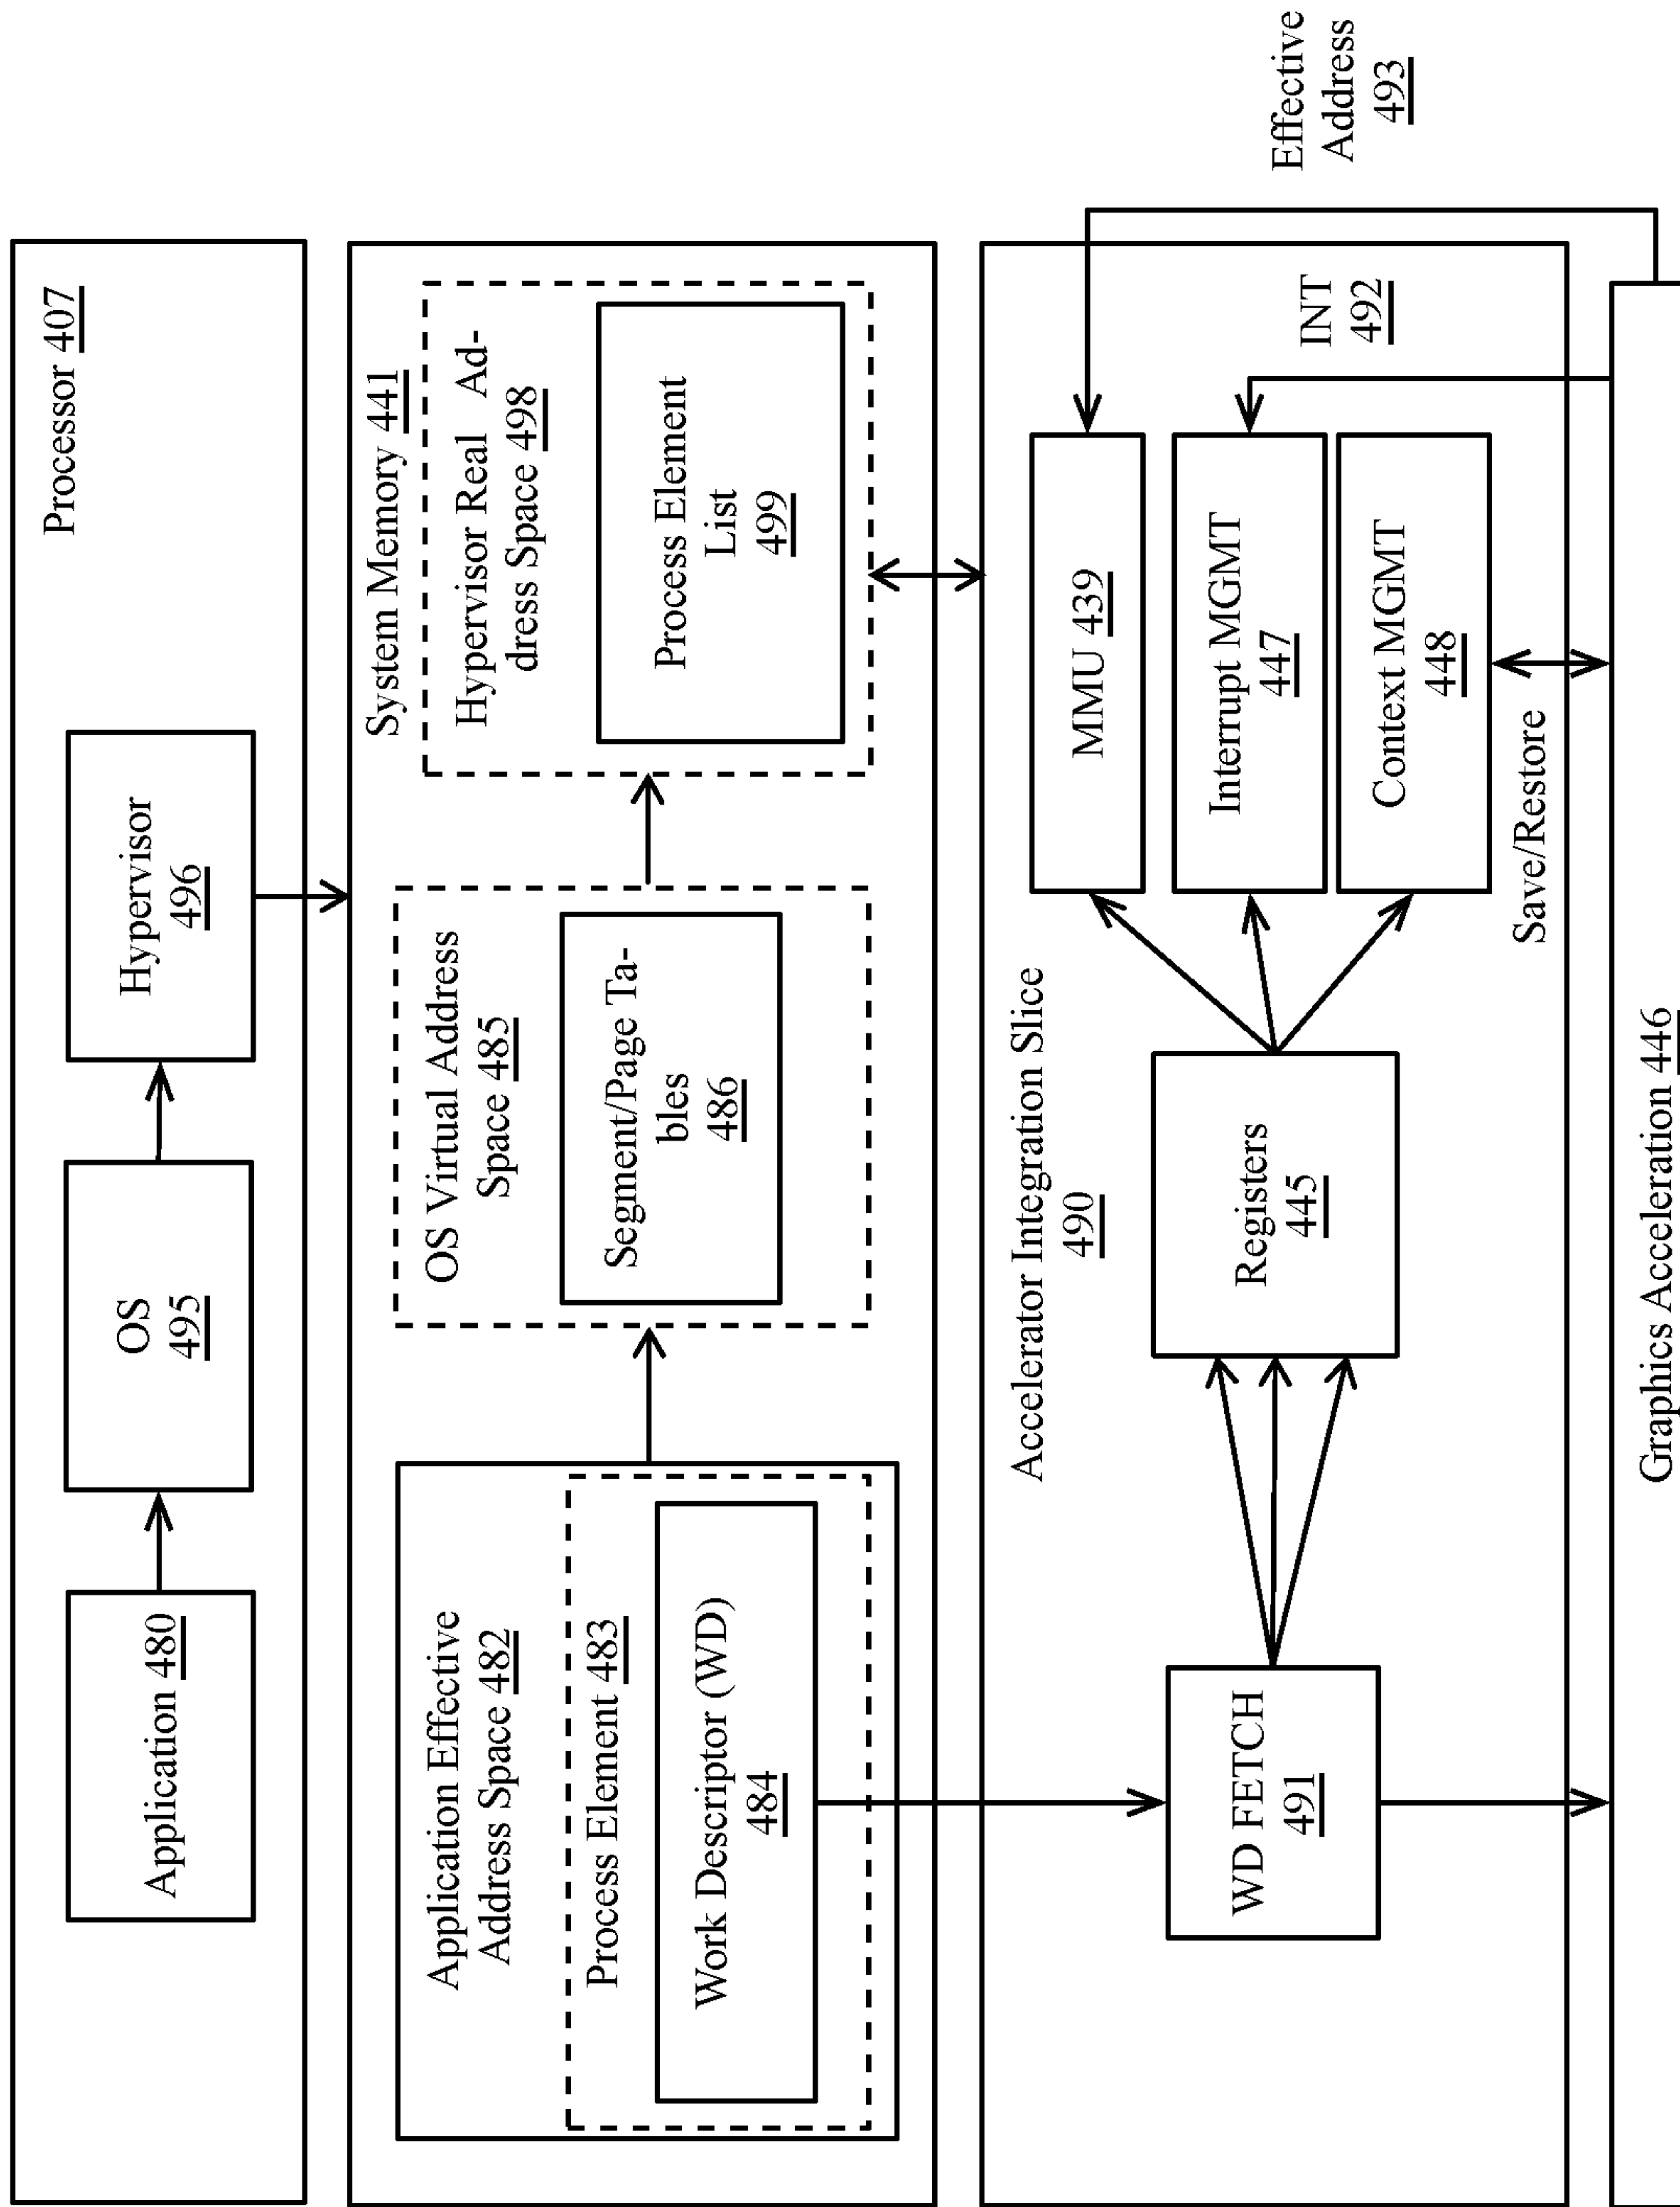 Processor 407
Application 480
OS
495
Hypervisor
496
System Memory 441
Application Effective
Address Space 482
Process Element 483
Work Descriptor (WD)
484
OS Virtual Address
Space 485
Segment/Page Ta-
bles
486
Hypervisor Real Ad-
dress Space 498
Process Element
List
499
Accelerator Integration Slice
490
WD FETCH
491
Registers
445
MMU 439
Interrupt MGMT
447
Context MGMT
448
INT
492
Effective
Address
493
Save/Restore
Graphics Acceleration 446